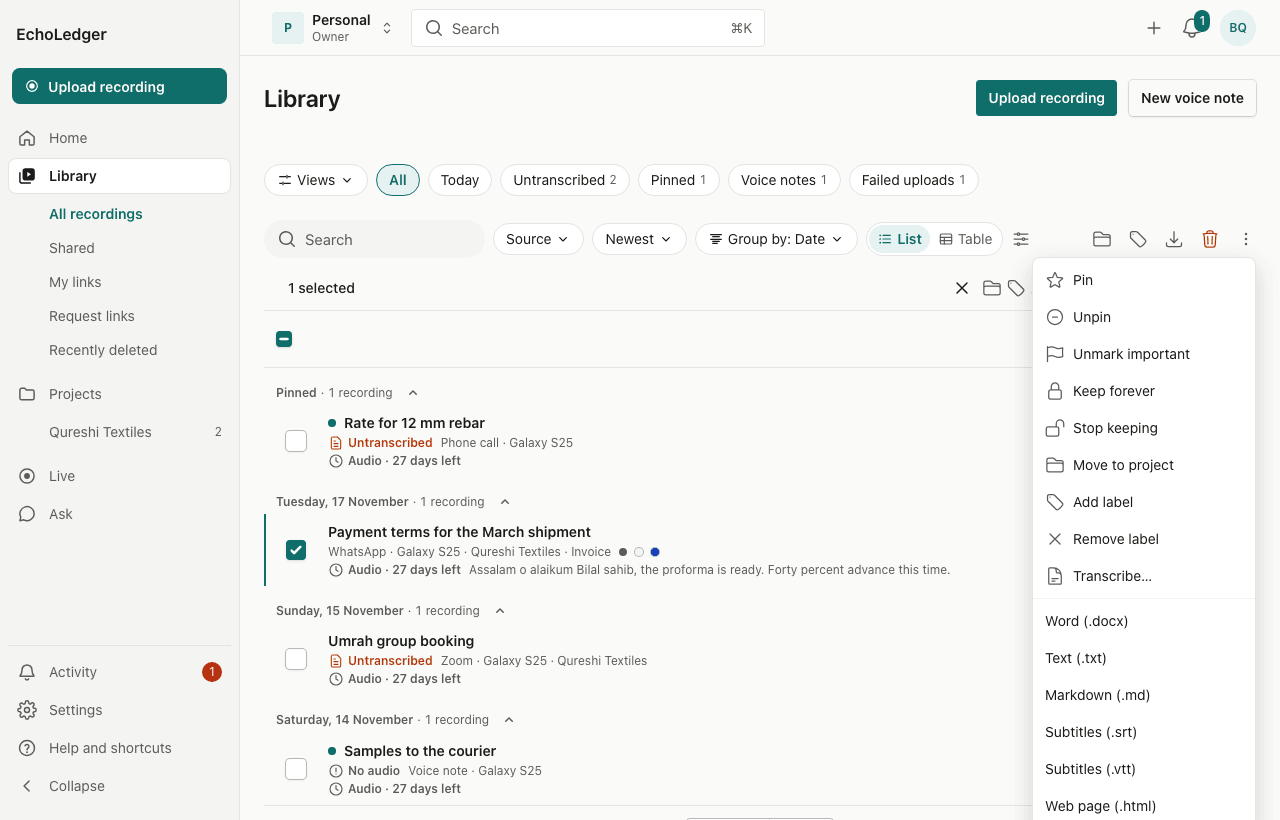 EchoLedger
Upload recording
Home
Library
All recordings
Shared
My links
Request links
Recently deleted
Projects
Qureshi Textiles 2
Live
Ask
Activity 1
Settings
Help and shortcuts
Collapse
P Personal
Owner
Search ⌘K
1
BQ
Library
Upload recording
New voice note
Views All Today Untranscribed 2 Pinned 1 Voice notes 1 Failed uploads 1
Search Source Newest Group by: Date List Table
1 selected
Pinned · 1 recording
Rate for 12 mm rebar
Untranscribed Phone call · Galaxy S25
Audio · 27 days left
Tuesday, 17 November · 1 recording
Payment terms for the March shipment
WhatsApp · Galaxy S25 · Qureshi Textiles · Invoice
Audio · 27 days left Assalam o alaikum Bilal sahib, the proforma is ready. Forty percent advance this time.
Sunday, 15 November · 1 recording
Umrah group booking
Untranscribed Zoom · Galaxy S25 · Qureshi Textiles
Audio · 27 days left
Saturday, 14 November · 1 recording
Samples to the courier
No audio Voice note · Galaxy S25
Audio · 27 days left
Pin
Unpin
Unmark important
Keep forever
Stop keeping
Move to project
Add label
Remove label
Transcribe…
Word (.docx)
Text (.txt)
Markdown (.md)
Subtitles (.srt)
Subtitles (.vtt)
Web page (.html)